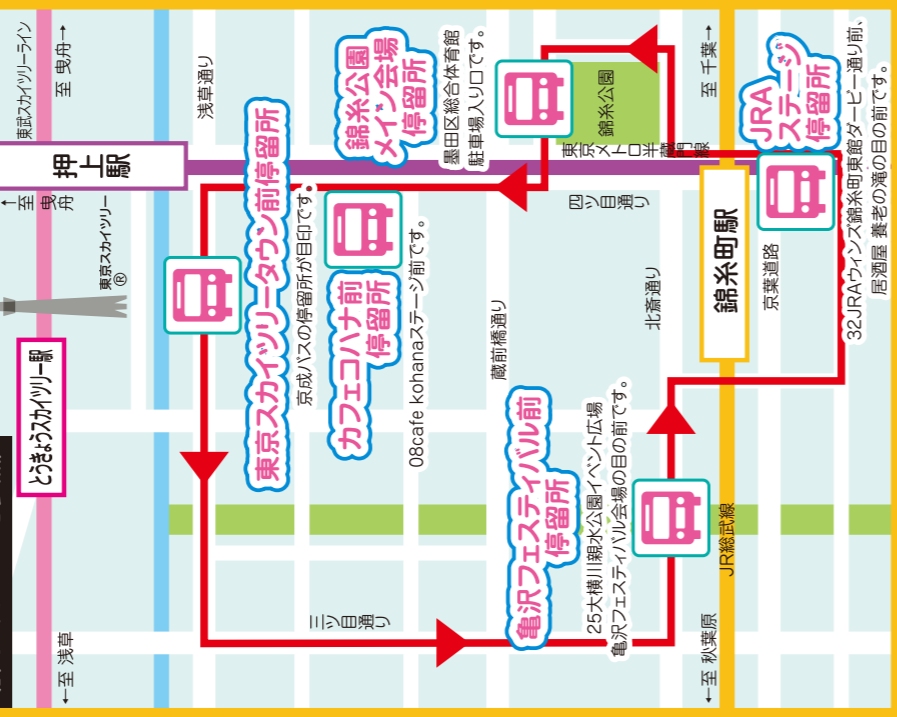 東武スカイツリーライン
至 曳舟→
浅草通り
押上駅
↑至 曳舟
東京スカイツリー
®
とうきょうスカイツリー駅
←至 浅草
東京スカイツリータウン前停留所
京成バスの停留所が目印です。
錦糸公園
メイン会場
停留所
墨田区総合体育館
駐車場入り口です。
カフェコハナ前
停留所
08cafe kohanaステージ前です。
錦糸公園
東京メトロ半蔵門線
四ツ目通り
蔵前橋通り
北斎通り
三ツ目通り
亀沢フェスティバル前
停留所
25大横川親水公園イベント広場
亀沢フェスティバル会場の目の前です。
至 千葉→
錦糸町駅
JR総武線
←至 秋葉原
京葉道路
JRA
ステージ
停留所
32JRAウィンズ錦糸町東館ダービー通り前、
居酒屋 養老の滝の目の前です。